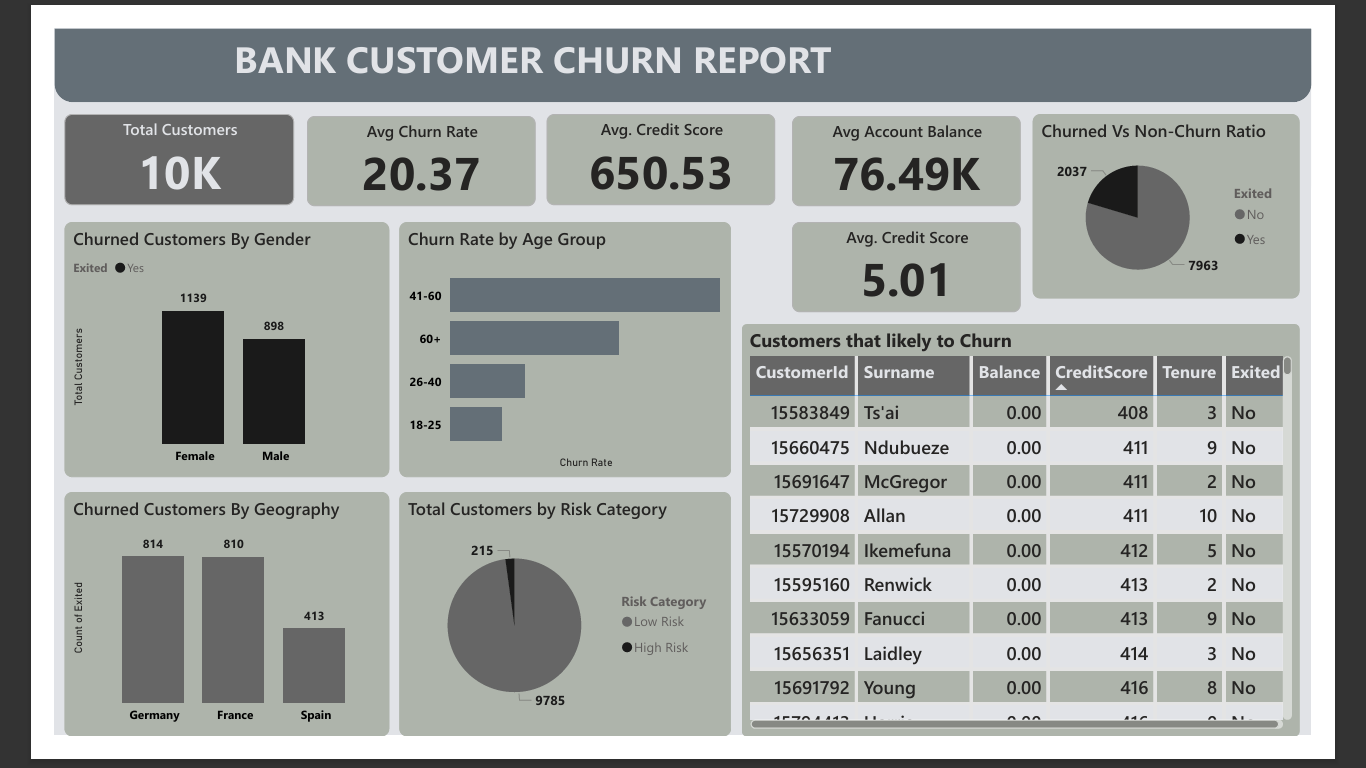 BANK CUSTOMER CHURN REPORT
Total Customers
10K
Avg Churn Rate
20.37
Avg. Credit Score
650.53
Avg Account Balance
76.49K
Churned Vs Non-Churn Ratio
2037
7963
Exited
No
Yes
Churned Customers By Gender
Exited Yes
Total Customers
1139
898
Female Male
Churn Rate by Age Group
41-60
60+
26-40
18-25
Churn Rate
Avg. Credit Score
5.01
Churned Customers By Geography
Count of Exited
814 810 413
Germany France Spain
Total Customers by Risk Category
215
9785
Risk Category
Low Risk
High Risk
Customers that likely to Churn
CustomerId Surname Balance CreditScore Tenure Exited
15583849 Ts'ai 0.00 408 3 No
15660475 Ndubueze 0.00 411 9 No
15691647 McGregor 0.00 411 2 No
15729908 Allan 0.00 411 10 No
15570194 Ikemefuna 0.00 412 5 No
15595160 Renwick 0.00 413 2 No
15633059 Fanucci 0.00 413 9 No
15656351 Laidley 0.00 414 3 No
15691792 Young 0.00 416 8 No